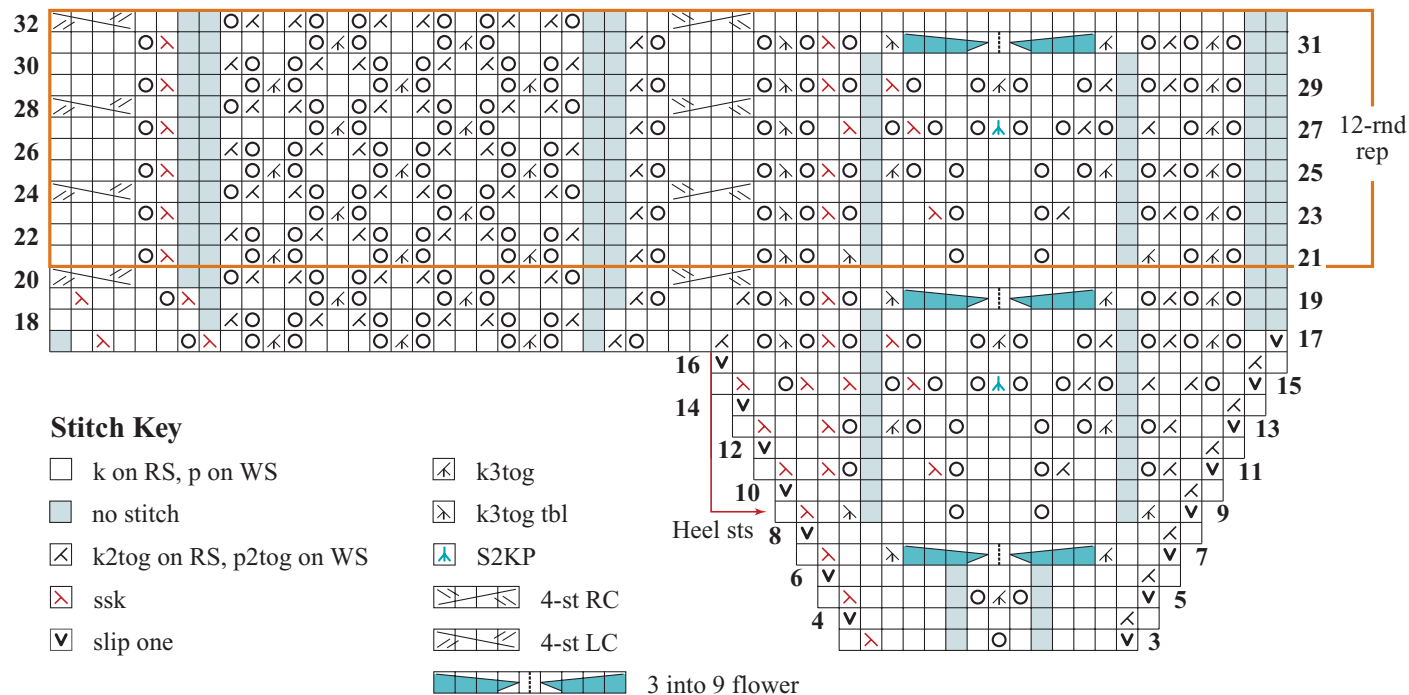 32
31
30
29
28
27
12-rnd
rep
26
25
24
23
22
21
20
19
18
17
16
15
14
13
12
11
10
9
Heel sts
8
7
6
5
4
3
Stitch Key
k on RS, p on WS
no stitch
k2tog on RS, p2tog on WS
ssk
slip one
k3tog
k3tog tbl
S2KP
4-st RC
4-st LC
3 into 9 flower